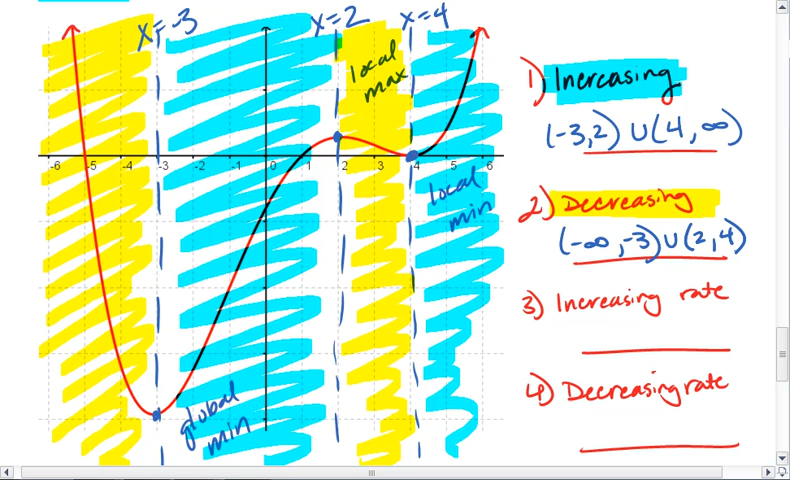 x=-3
x=2
x=4
local
max
-6 -5 -4 -3 -2 -1 0 1 2 3 4 5 6
local
min
global
min
1) Increasing
(-3,2) ∪ (4,∞)
2) Decreasing
(-∞,-3) ∪ (2,4)
3) Increasing rate
4) Decreasing rate